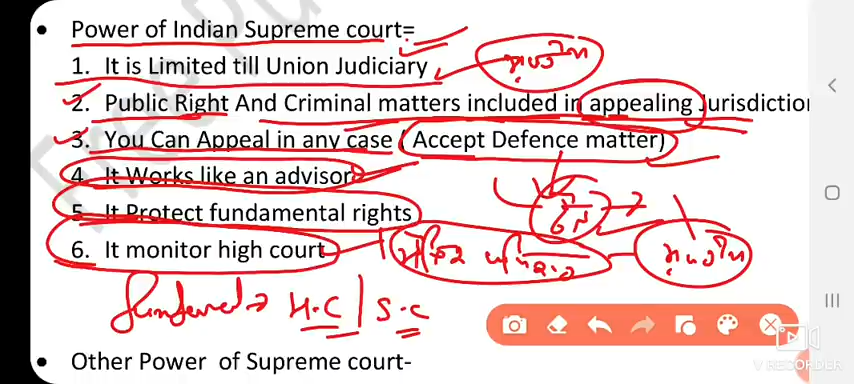 • Power of Indian Supreme court=
1. It is Limited till Union Judiciary
2. Public Right And Criminal matters included in appealing Jurisdiction
3. You Can Appeal in any case ( Accept Defence matter)
4. It Works like an advisor
5. It Protect fundamental rights
6. It monitor high court
H.C | S.C
• Other Power of Supreme court-
V RECORDER